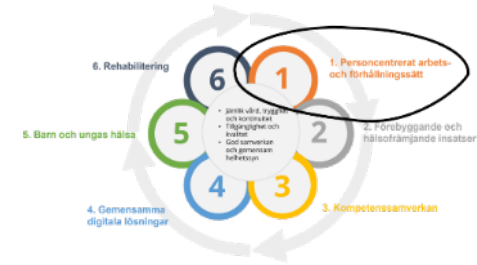 6. Rehabilitering
6
1
1. Personcentrerat arbets-
och förhållningssätt
5. Barn och ungas hälsa
5
• Jämlik vård, trygghet
och kontinuitet
• Tillgänglighet och
kvalitet
• God samverkan
och gemensam
helhetssyn
2
2. Förebyggande och
hälsofrämjande insatser
4
3
4. Gemensamma
digitala lösningar
3. Kompetenssamverkan